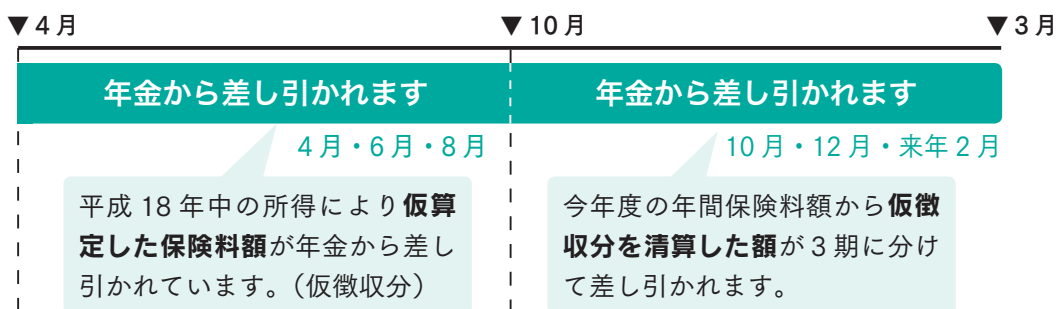 ▼4月
▼10月
▼3月
年金から差し引かれます
年金から差し引かれます
4月・6月・8月
10月・12月・来年2月
平成18年中の所得により仮算
定した保険料額が年金から差し
引かれています。（仮徴収分）
今年度の年間保険料額から仮徴
収分を清算した額が3期に分け
て差し引かれます。